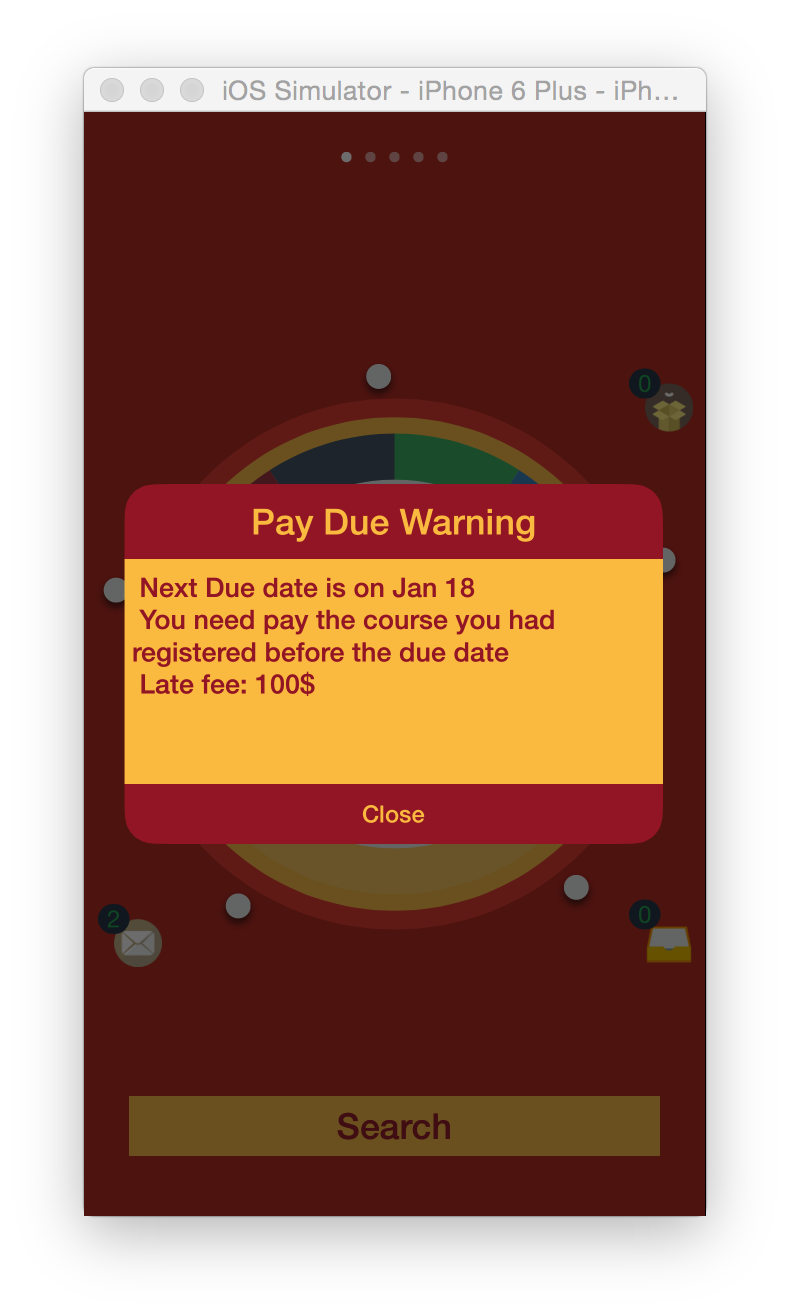 iOS Simulator - iPhone 6 Plus - iPh...
0
Pay Due Warning
Next Due date is on Jan 18
You need pay the course you had
registered before the due date
Late fee: 100$
Close
2
0
Search